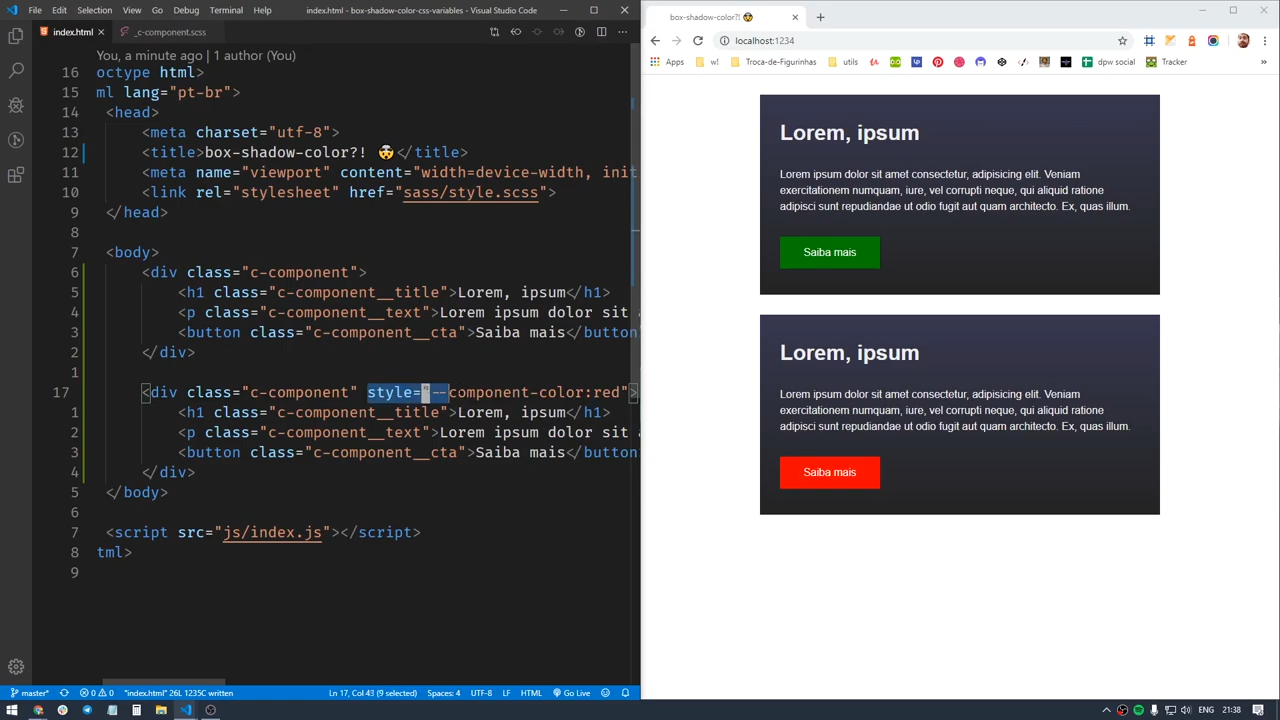 File Edit Selection View Go Debug Terminal Help
index.html - box-shadow-color-css-variables - Visual Studio Code
index.html
_c-component.scss
You, a minute ago | 1 author (You)
16 octype html>
15 ml lang="pt-br">
14 <head>
13 <meta charset="utf-8">
12 <title>box-shadow-color?! 🤯</title>
11 <meta name="viewport" content="width=device-width, init
10 <link rel="stylesheet" href="sass/style.scss">
9 </head>
8
7 <body>
6 <div class="c-component">
5 <h1 class="c-component__title">Lorem, ipsum</h1>
4 <p class="c-component__text">Lorem ipsum dolor sit a
3 <button class="c-component__cta">Saiba mais</button
2 </div>
1
17 <div class="c-component" style="--component-color:red">
1 <h1 class="c-component__title">Lorem, ipsum</h1>
2 <p class="c-component__text">Lorem ipsum dolor sit a
3 <button class="c-component__cta">Saiba mais</button
4 </div>
5 </body>
6
7 <script src="js/index.js"></script>
8 tml>
9
master* 0 0 "index.html" 26L 1235C written
Ln 17, Col 43 (9 selected) Spaces: 4 UTF-8 LF HTML Go Live
box-shadow-color?! 🤯
localhost:1234
Apps w! Troca-de-Figurinhas utils dpw social Tracker »
Lorem, ipsum
Lorem ipsum dolor sit amet consectetur, adipisicing elit. Veniam
exercitationem numquam, iure, vel corrupti neque, qui aliquid ratione
adipisci sunt repudiandae ut odio fugit aut quam architecto. Ex, quas illum.
Saiba mais
Lorem, ipsum
Lorem ipsum dolor sit amet consectetur, adipisicing elit. Veniam
exercitationem numquam, iure, vel corrupti neque, qui aliquid ratione
adipisci sunt repudiandae ut odio fugit aut quam architecto. Ex, quas illum.
Saiba mais
ENG 21:38